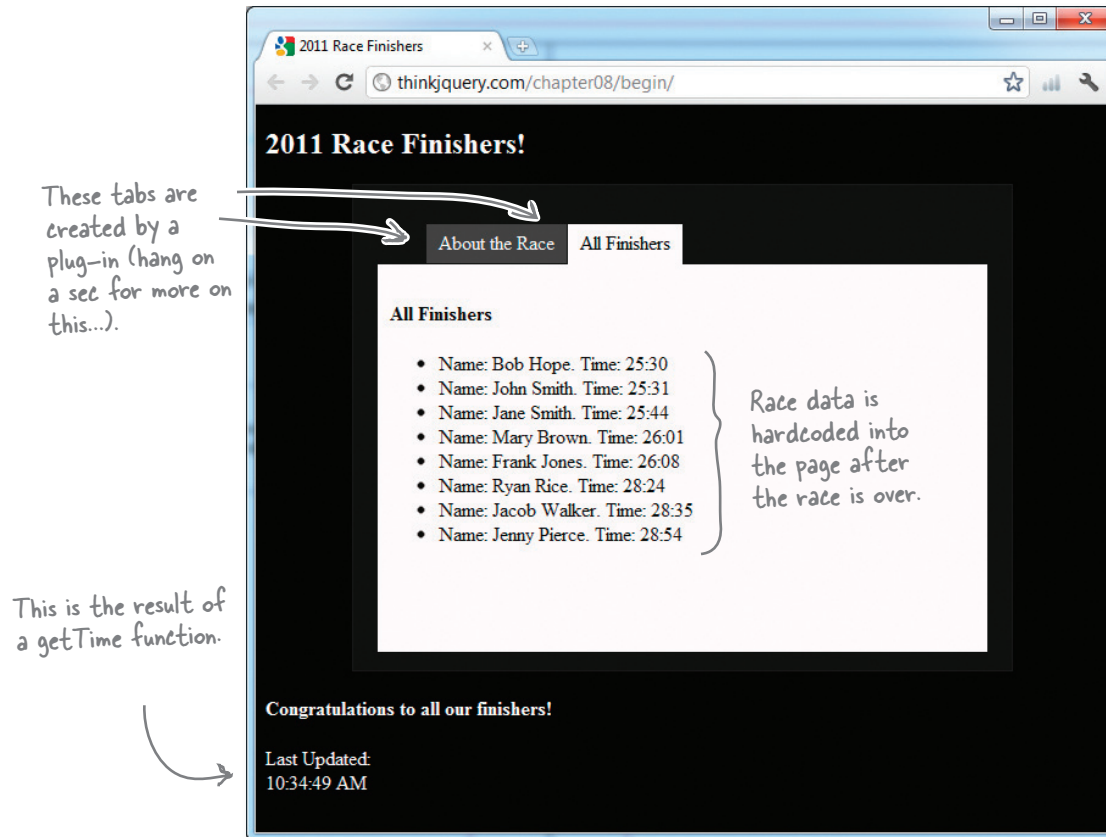 2011 Race Finishers
thinkjquery.com/chapter08/begin/
2011 Race Finishers!
These tabs are
created by a
plug-in (hang on
a sec for more on
this...).
About the Race
All Finishers
All Finishers
• Name: Bob Hope. Time: 25:30
• Name: John Smith. Time: 25:31
• Name: Jane Smith. Time: 25:44
• Name: Mary Brown. Time: 26:01
• Name: Frank Jones. Time: 26:08
• Name: Ryan Rice. Time: 28:24
• Name: Jacob Walker. Time: 28:35
• Name: Jenny Pierce. Time: 28:54
Race data is
hardcoded into
the page after
the race is over.
This is the result of
a getTime function.
Congratulations to all our finishers!
Last Updated:
10:34:49 AM